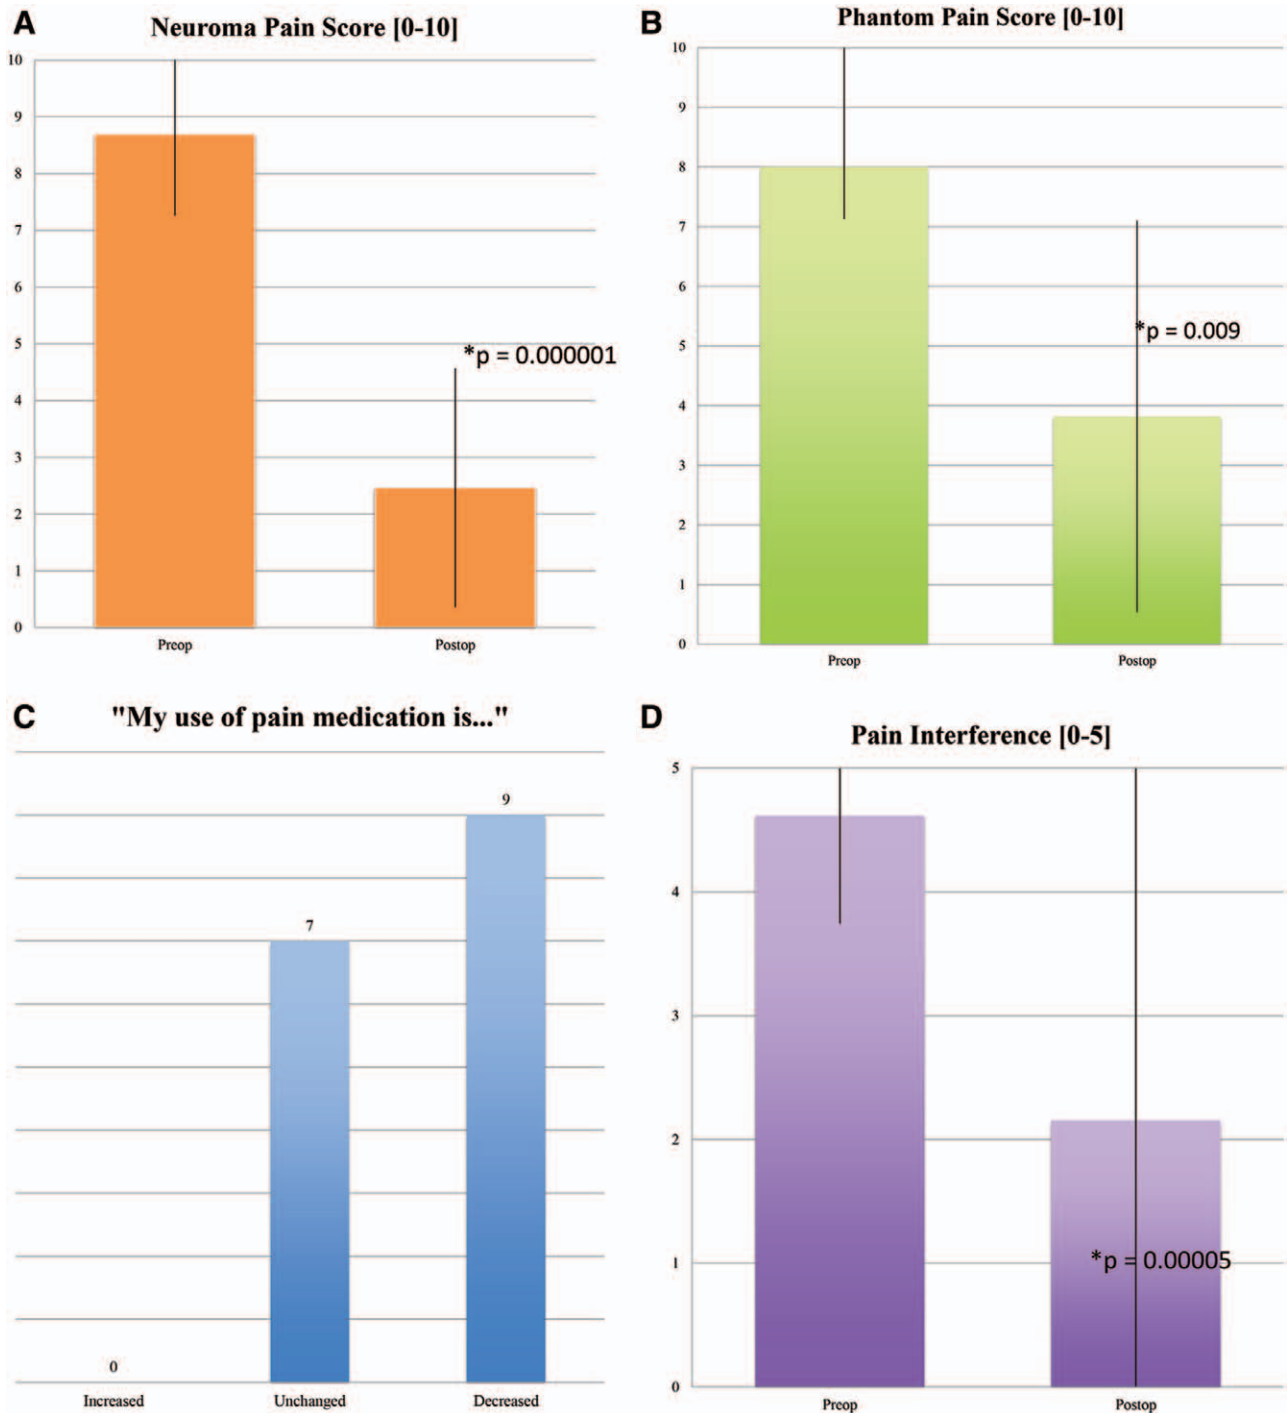 A
Neuroma Pain Score [0-10]
10
9
8
7
6
5
4
3
2
1
0
*p = 0.000001
Preop
Postop
B
Phantom Pain Score [0-10]
10
9
8
7
6
5
4
3
2
1
0
*p = 0.009
Preop
Postop
C
"My use of pain medication is..."
9
7
0
Increased
Unchanged
Decreased
D
Pain Interference [0-5]
5
4
3
2
1
0
*p = 0.00005
Preop
Postop